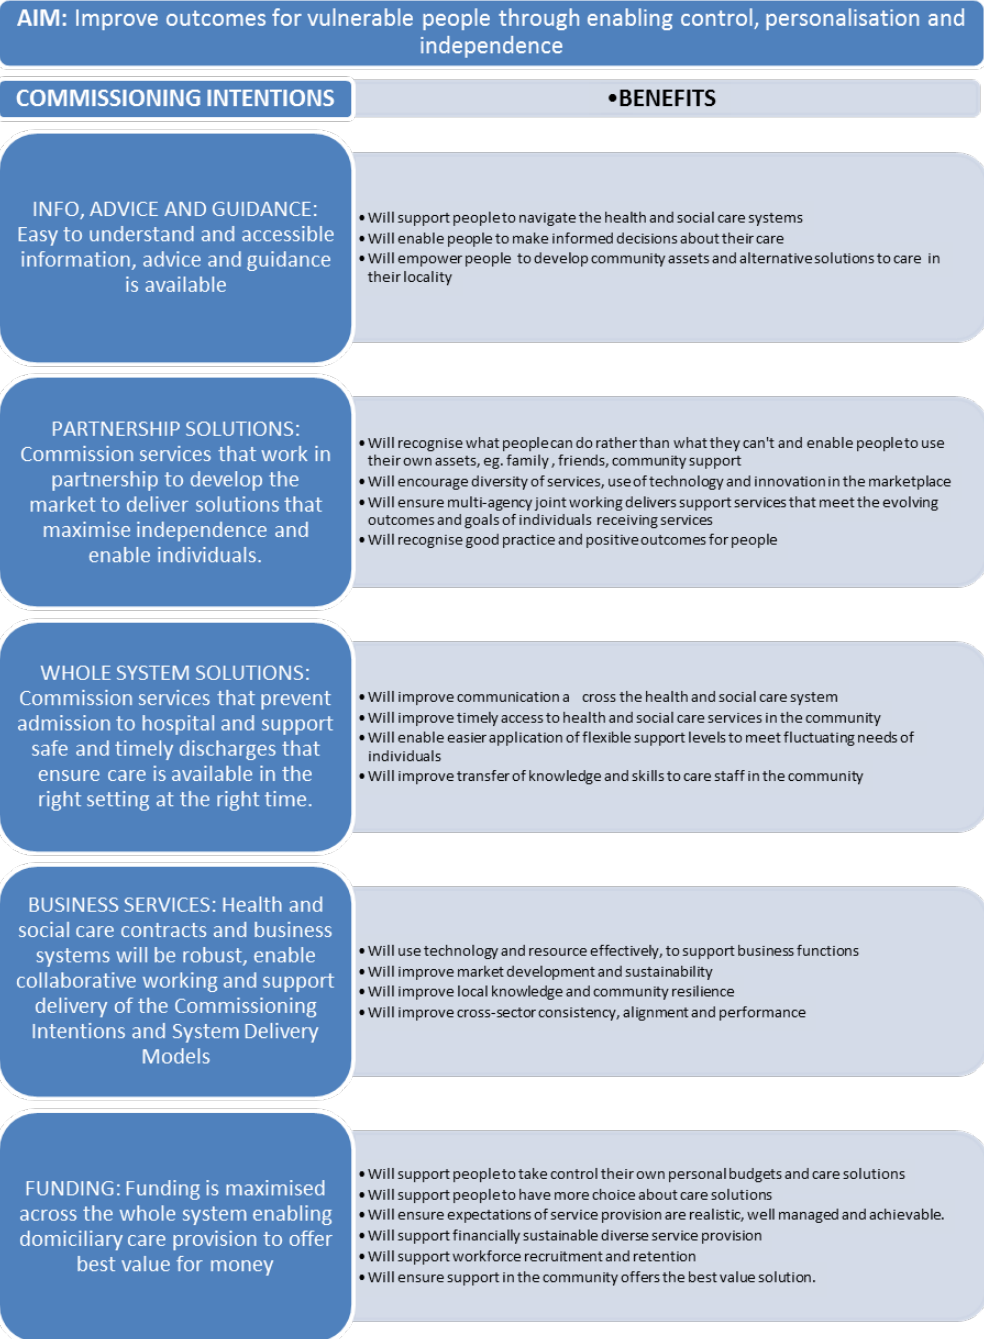 AIM: Improve outcomes for vulnerable people through enabling control, personalisation and
independence
COMMISSIONING INTENTIONS
•BENEFITS
INFO, ADVICE AND GUIDANCE:
Easy to understand and accessible
information, advice and guidance
is available
•Will support people to navigate the health and social care systems
•Will enable people to make informed decisions about their care
•Will empower people to develop community assets and alternative solutions to care in
their locality
PARTNERSHIP SOLUTIONS:
Commission services that work in
partnership to develop the
market to deliver solutions that
maximise independence and
enable individuals.
•Will recognise what people can do rather than what they can't and enable people to use
their own assets, eg. family , friends, community support
•Will encourage diversity of services, use of technology and innovation in the marketplace
•Will ensure multi-agency joint working delivers support services that meet the evolving
outcomes and goals of individuals receiving services
•Will recognise good practice and positive outcomes for people
WHOLE SYSTEM SOLUTIONS:
Commission services that prevent
admission to hospital and support
safe and timely discharges that
ensure care is available in the
right setting at the right time.
•Will improve communication a cross the health and social care system
•Will improve timely access to health and social care services in the community
•Will enable easier application of flexible support levels to meet fluctuating needs of
individuals
•Will improve transfer of knowledge and skills to care staff in the community
BUSINESS SERVICES: Health and
social care contracts and business
systems will be robust, enable
collaborative working and support
delivery of the Commissioning
Intentions and System Delivery
Models
•Will use technology and resource effectively, to support business functions
•Will improve market development and sustainability
•Will improve local knowledge and community resilience
•Will improve cross-sector consistency, alignment and performance
FUNDING: Funding is maximised
across the whole system enabling
domiciliary care provision to offer
best value for money
•Will support people to take control their own personal budgets and care solutions
•Will support people to have more choice about care solutions
•Will ensure expectations of service provision are realistic, well managed and achievable.
•Will support financially sustainable diverse service provision
•Will support workforce recruitment and retention
•Will ensure support in the community offers the best value solution.